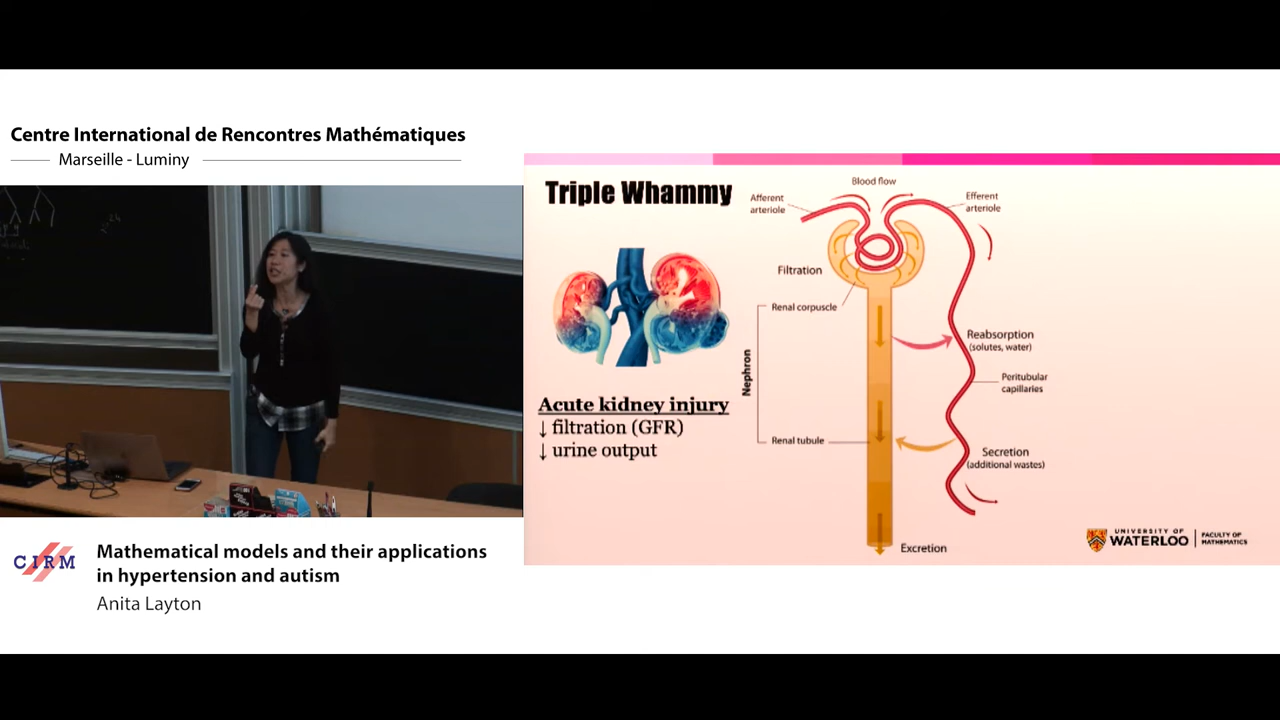 Centre International de Rencontres Mathématiques
Marseille - Luminy
Triple Whammy
Acute kidney injury
↓ filtration (GFR)
↓ urine output
Blood flow
Afferent
arteriole
Efferent
arteriole
Filtration
Renal corpuscle
Nephron
Reabsorption
(solutes, water)
Peritubular
capillaries
Renal tubule
Secretion
(additional wastes)
Excretion
UNIVERSITY OF
WATERLOO
FACULTY OF
MATHEMATICS
CIRM
Mathematical models and their applications
in hypertension and autism
Anita Layton